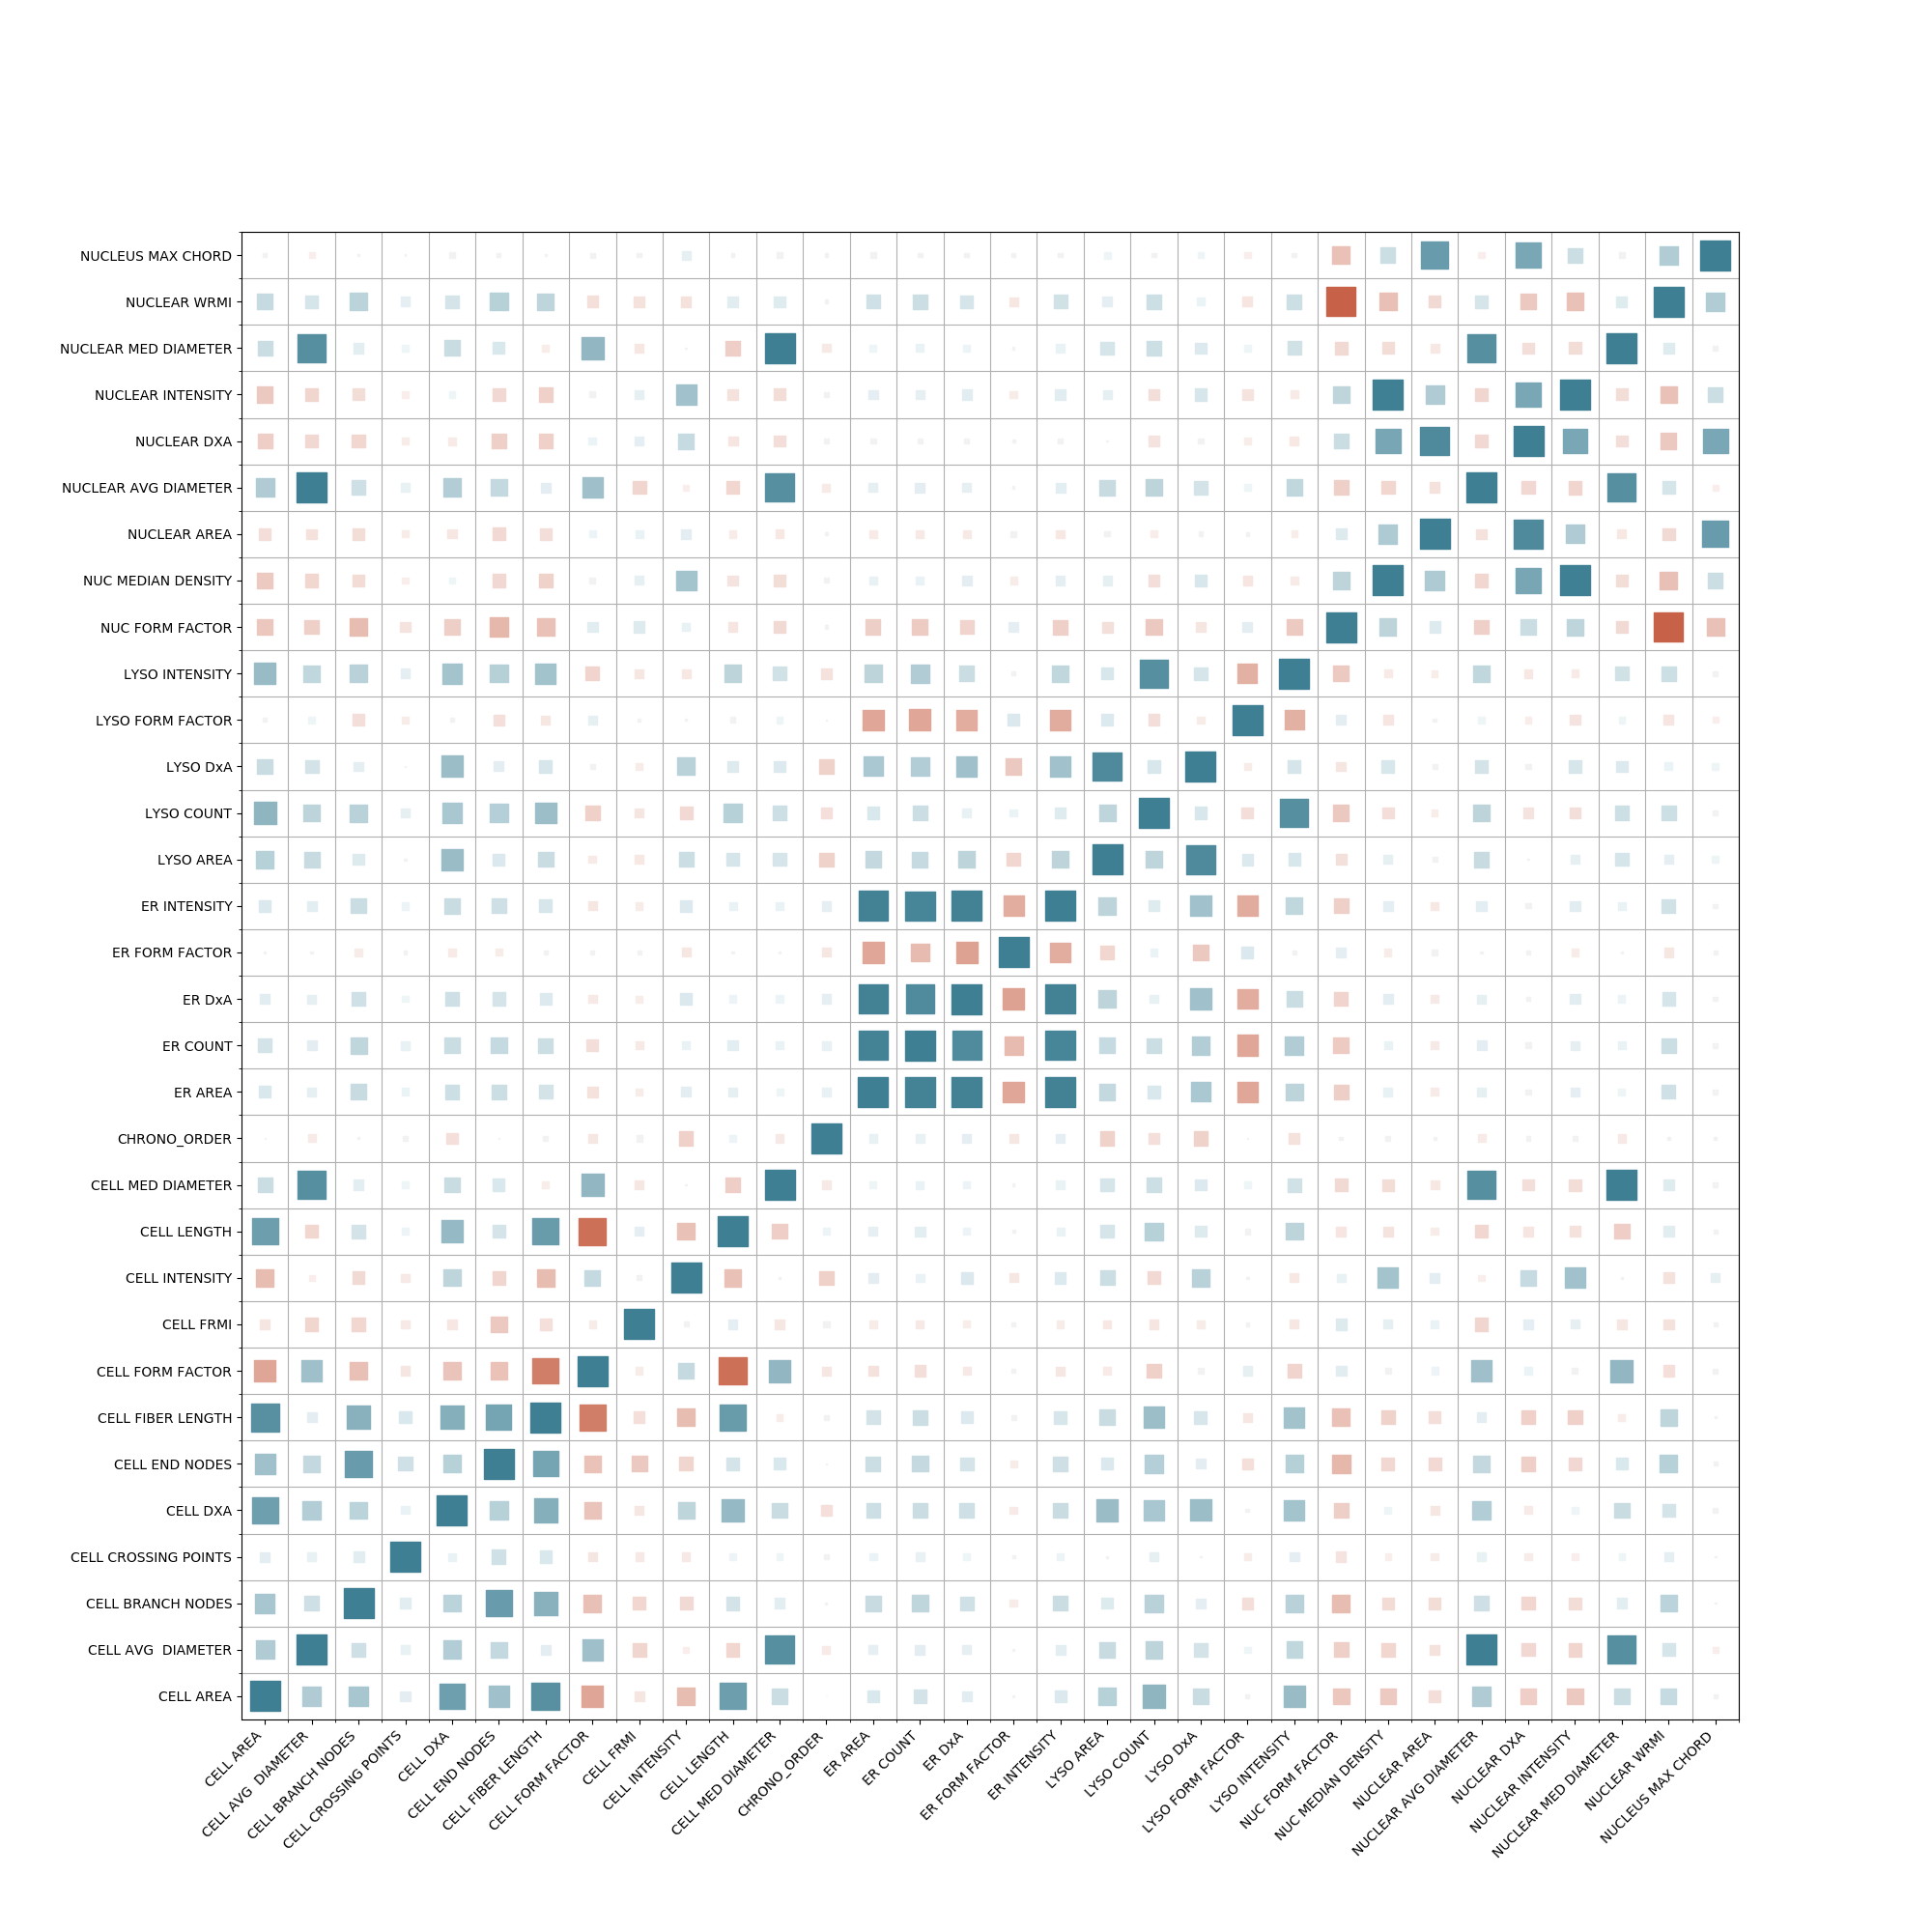 NUCLEUS MAX CHORD
NUCLEAR WRMI
NUCLEAR MED DIAMETER
NUCLEAR INTENSITY
NUCLEAR DXA
NUCLEAR AVG DIAMETER
NUCLEAR AREA
NUC MEDIAN DENSITY
NUC FORM FACTOR
LYSO INTENSITY
LYSO FORM FACTOR
LYSO DxA
LYSO COUNT
LYSO AREA
ER INTENSITY
ER FORM FACTOR
ER DxA
ER COUNT
ER AREA
CHRONO_ORDER
CELL MED DIAMETER
CELL LENGTH
CELL INTENSITY
CELL FRMI
CELL FORM FACTOR
CELL FIBER LENGTH
CELL END NODES
CELL DXA
CELL CROSSING POINTS
CELL BRANCH NODES
CELL AVG  DIAMETER
CELL AREA
CELL AREA
CELL AVG  DIAMETER
CELL BRANCH NODES
CELL CROSSING POINTS
CELL DXA
CELL END NODES
CELL FIBER LENGTH
CELL FORM FACTOR
CELL FRMI
CELL INTENSITY
CELL LENGTH
CELL MED DIAMETER
CHRONO_ORDER
ER AREA
ER COUNT
ER DxA
ER FORM FACTOR
ER INTENSITY
LYSO AREA
LYSO COUNT
LYSO DxA
LYSO FORM FACTOR
LYSO INTENSITY
NUC FORM FACTOR
NUC MEDIAN DENSITY
NUCLEAR AREA
NUCLEAR AVG DIAMETER
NUCLEAR DXA
NUCLEAR INTENSITY
NUCLEAR MED DIAMETER
NUCLEAR WRMI
NUCLEUS MAX CHORD